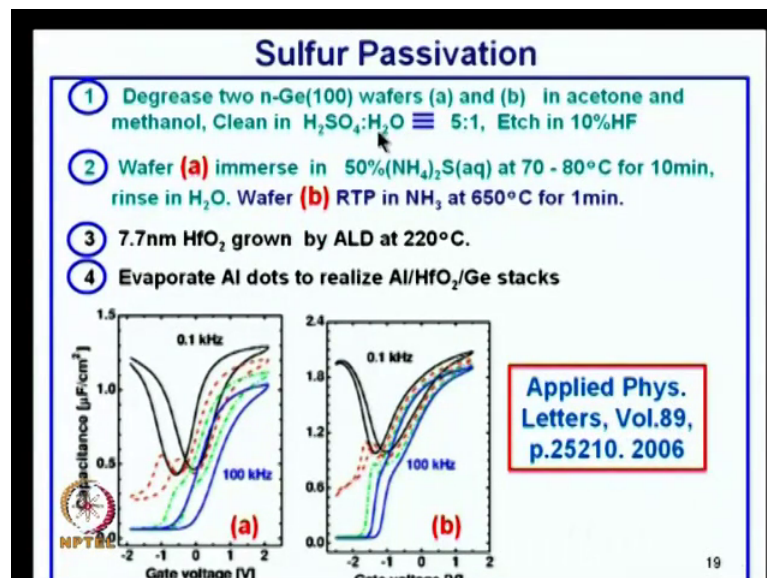 Sulfur Passivation
1 Degrease two n-Ge(100) wafers (a) and (b) in acetone and
methanol, Clean in H₂SO₄:H₂O ≡ 5:1, Etch in 10%HF
2 Wafer (a) immerse in 50%(NH₄)₂S(aq) at 70 - 80°C for 10min,
rinse in H₂O. Wafer (b) RTP in NH₃ at 650°C for 1min.
3 7.7nm HfO₂ grown by ALD at 220°C.
4 Evaporate Al dots to realize Al/HfO₂/Ge stacks
Capacitance [µF/cm²]
1.5
1.0
0.5
0.0
0.1 kHz
100 kHz
(a)
-2 -1 0 1 2
Gate voltage [V]
2.4
1.8
1.2
0.6
0.0
0.1 kHz
100 kHz
(b)
-2 -1 0 1 2
Gate voltage [V]
Applied Phys.
Letters, Vol.89,
p.25210. 2006
NPTEL
19